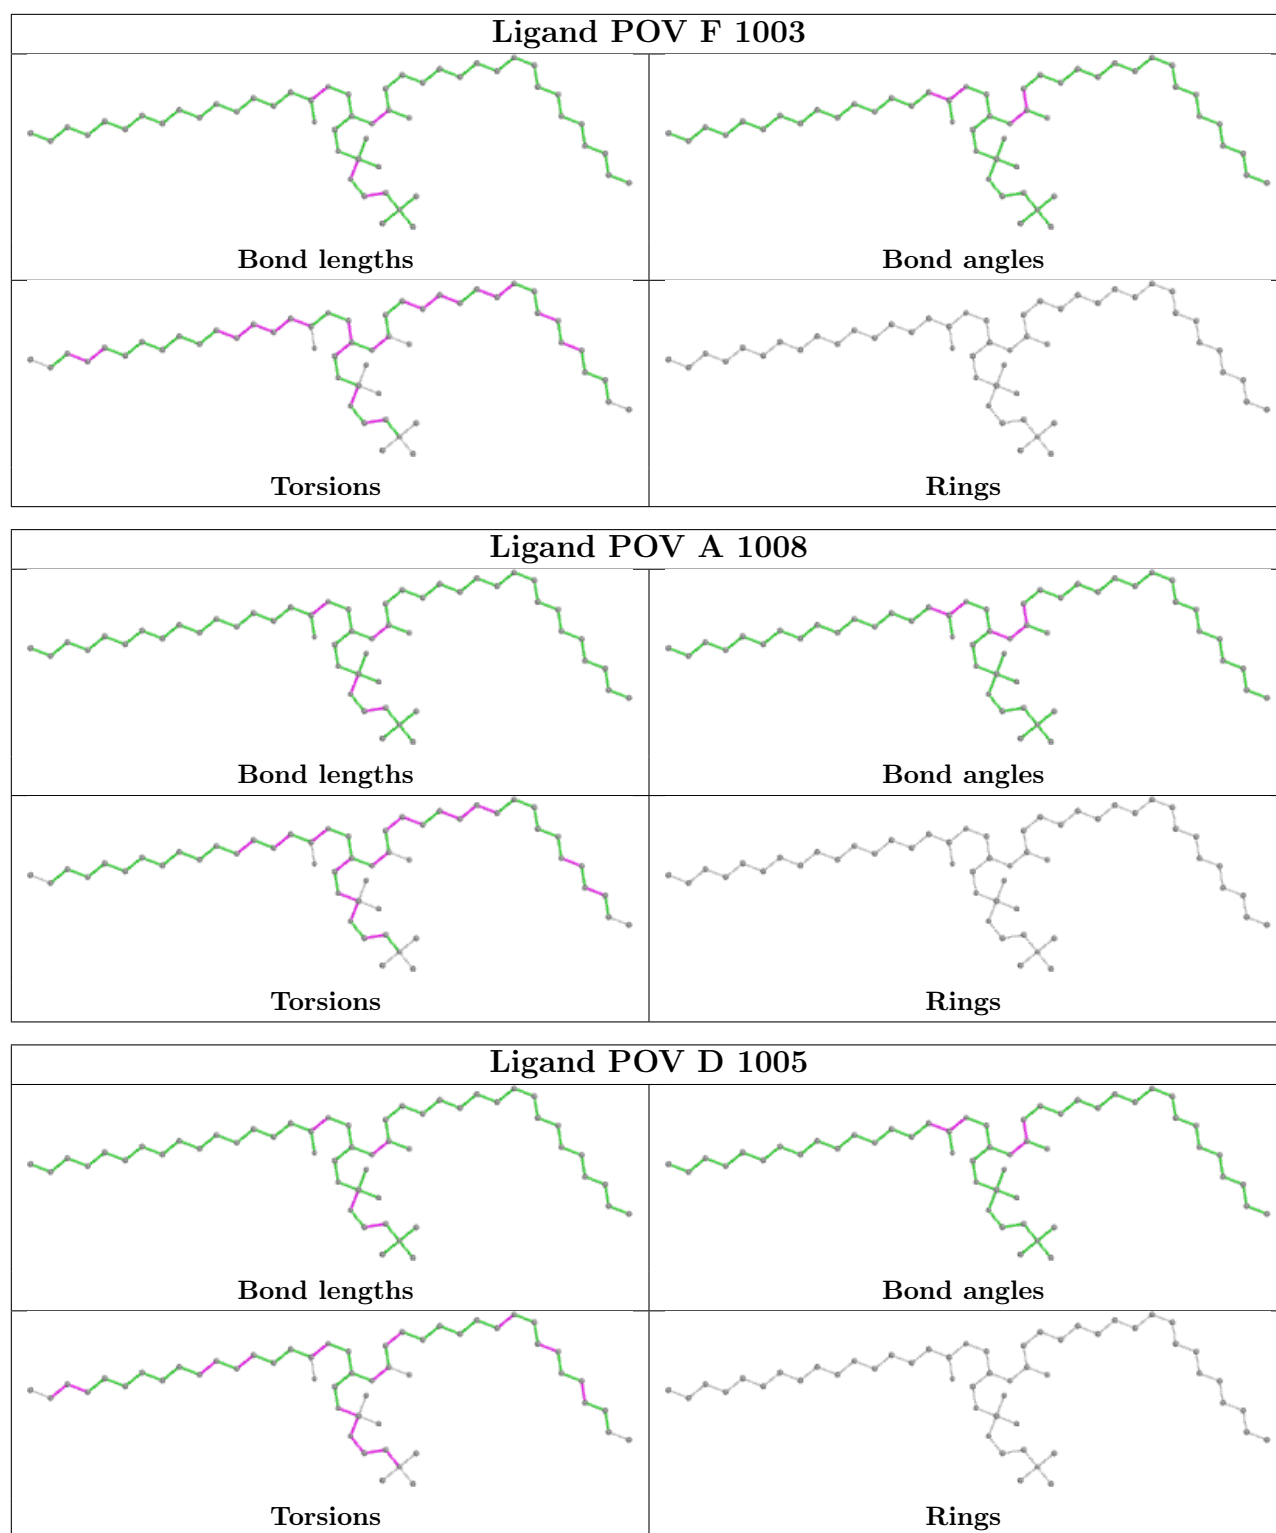 Ligand POV F 1003
Bond lengths
Bond angles
Torsions
Rings
Ligand POV A 1008
Bond lengths
Bond angles
Torsions
Rings
Ligand POV D 1005
Bond lengths
Bond angles
Torsions
Rings